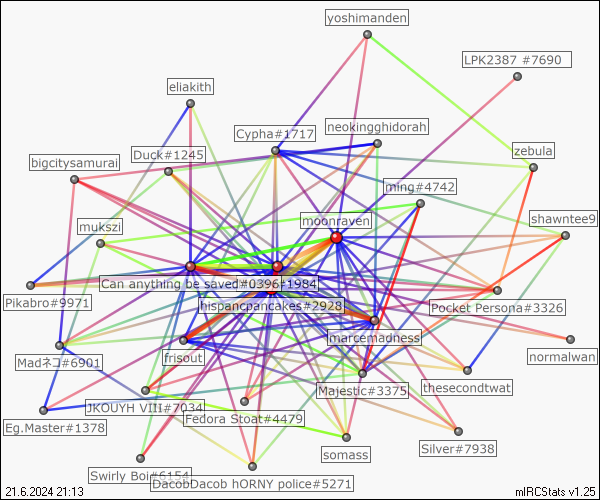 yoshimanden
LPK2387 #7690
eliakith
neokingghidorah
Cypha#1717
zebula
Duck#1245
bigcitysamurai
ming#4742
moonraven
shawntee9
mukszi
Can anything be saved#0396#1984
Pikabro#9971
hispancpancakes#2928
Pocket Persona#3326
marcemadness
normalwan
frisout
Madネコ#6901
Majestic#3375
thesecondtwat
JKOUYH VIII#7034
Fedora Stoat#4479
Eg.Master#1378
somass
Silver#7938
Swirly Boi#6154
DacobDacob hORNY police#5271
21.6.2024 21:13
mIRCStats v1.25